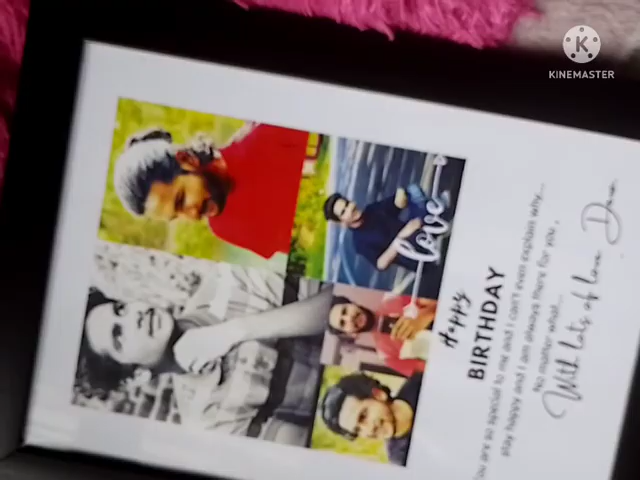 KINEMASTER
love
Happy
BIRTHDAY
You are so special to me and I can't even explain why...
stay happy and I am always there for you,
No matter what...
With lots of love